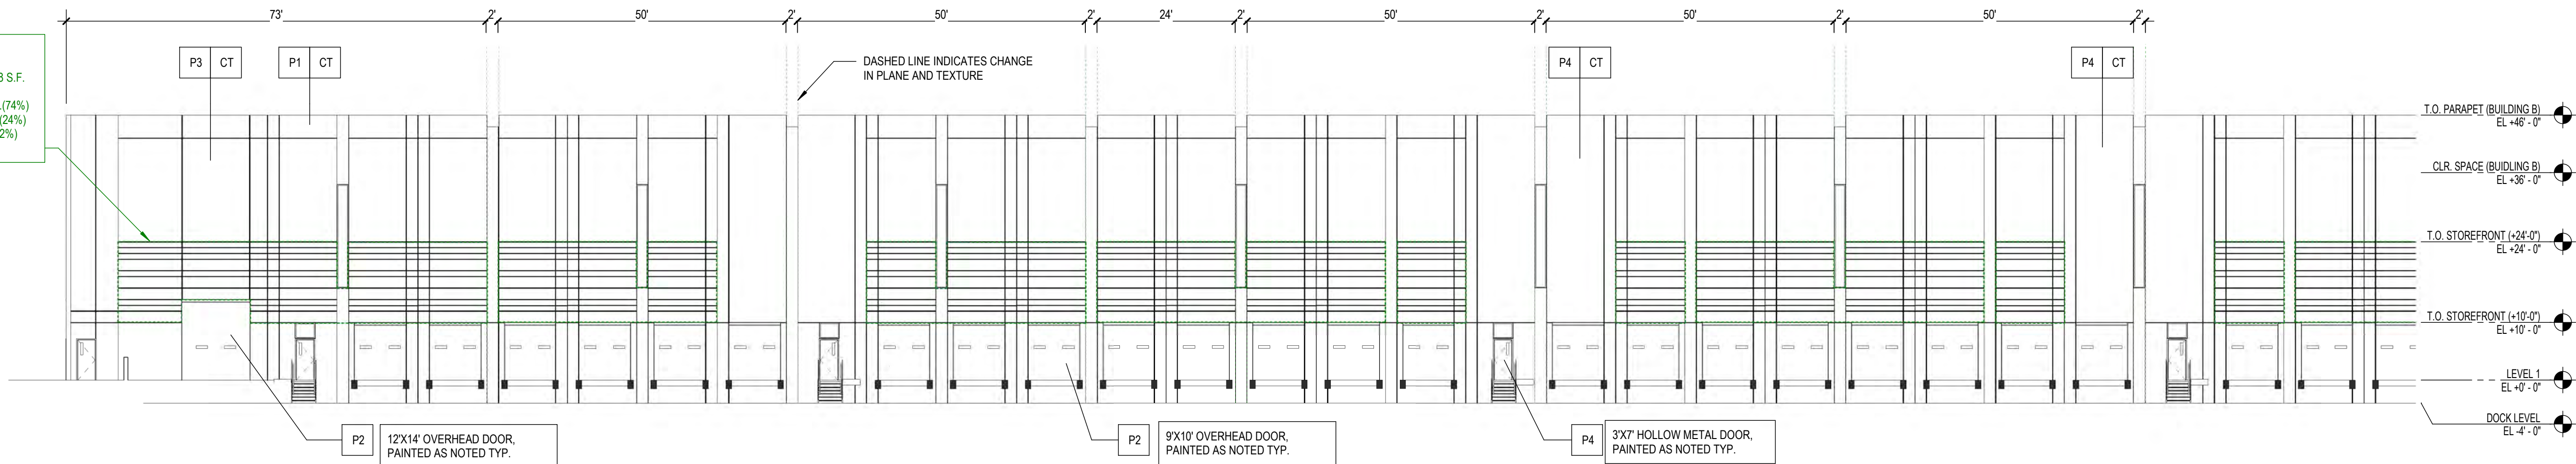 73' 2' 50' 2' 50' 2' 24' 2' 50' 2' 50' 2' 50' 2'
S.F.
(74%)
(24%)
2%)
P3 CT
P1 CT
DASHED LINE INDICATES CHANGE
IN PLANE AND TEXTURE
P4 CT
P4 CT
T.O. PARAPET (BUILDING B)
EL +46' - 0"
CLR. SPACE (BUIDLING B)
EL +36' - 0"
T.O. STOREFRONT (+24'-0")
EL +24' - 0"
T.O. STOREFRONT (+10'-0")
EL +10' - 0"
LEVEL 1
EL +0' - 0"
DOCK LEVEL
EL -4' - 0"
P2
12'X14' OVERHEAD DOOR,
PAINTED AS NOTED TYP.
P2
9'X10' OVERHEAD DOOR,
PAINTED AS NOTED TYP.
P4
3'X7' HOLLOW METAL DOOR,
PAINTED AS NOTED TYP.